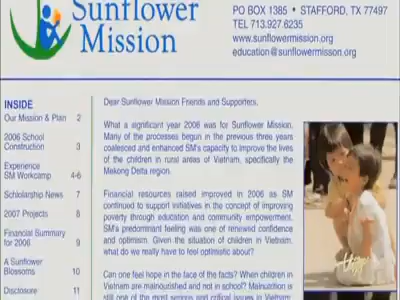 Sunflower
Mission
PO BOX 1385 • STAFFORD, TX 77497
TEL 713.927.6235
www.sunflowermission.org
education@sunflowermisson.org
INSIDE
Our Mission & Plan 2
2006 School
Construction 3
Experience
SM Workcamp 4-6
Scholarship News 7
2007 Projects 8
Financial Summary
for 2006 9
A Sunflower
Blossoms 10
Disclosure 11
Dear Sunflower Mission Friends and Supporters,
What a significant year 2006 was for Sunflower Mission.
Many of the processes begun in the previous three years
coalesced and enhanced SM's capacity to improve the lives
of the children in rural areas of Vietnam, specifically the
Mekong Delta region.
Financial resources raised improved in 2006 as SM
continued to support initiatives in the concept of improving
poverty through education and community empowerment.
SM's predominant feeling was one of renewed confidence
and optimism. Given the situation of children in Vietnam,
what do we really have to feel optimistic about?
Can one feel hope in the face of the facts? When children in
Vietnam are malnourished and not in school? Malnutrition is
still one of the most serious and critical issues in Vietnam